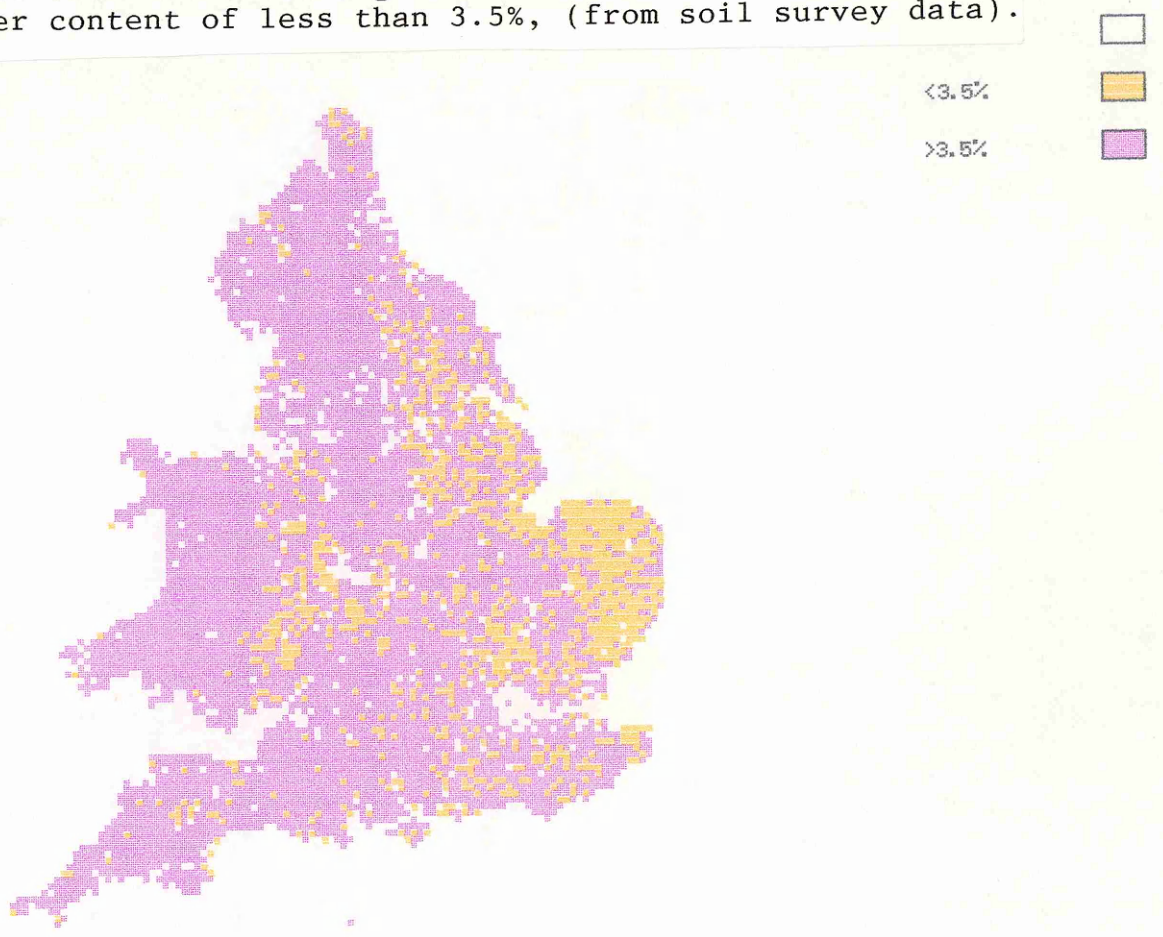 er content of less than 3.5%, (from soil survey data).
<3.5%
>3.5%